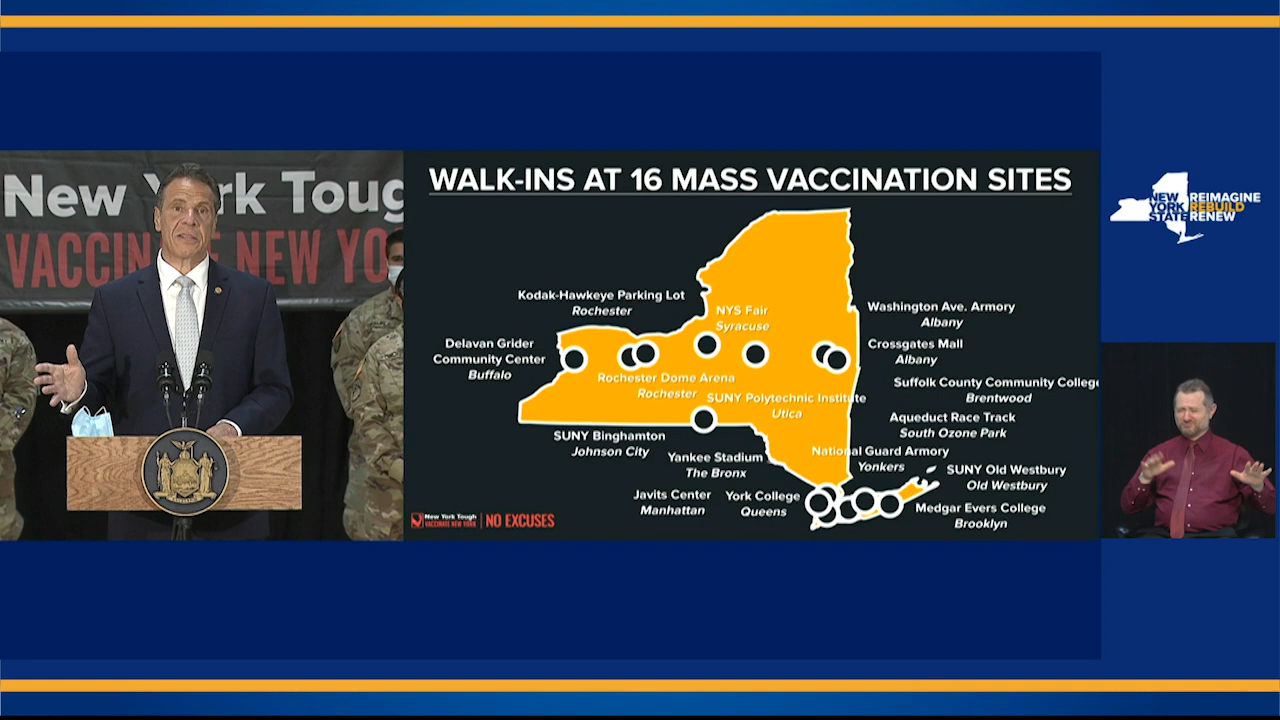 New Y rk Toug
VACCIN E NEW YO
WALK-INS AT 16 MASS VACCINATION SITES
Kodak-Hawkeye Parking Lot
Rochester
NYS Fair
Syracuse
Washington Ave. Armory
Albany
Delavan Grider
Community Center
Buffalo
Crossgates Mall
Albany
Rochester Dome Arena
Rochester
SUNY Polytechnic Institute
Utica
Suffolk County Community College
Brentwood
Aqueduct Race Track
South Ozone Park
SUNY Binghamton
Johnson City
Yankee Stadium
The Bronx
National Guard Armory
Yonkers
SUNY Old Westbury
Old Westbury
Javits Center
Manhattan
York College
Queens
Medgar Evers College
Brooklyn
New York Tough
VACCINATE NEW YORK
NO EXCUSES
NEW
YORK
STATE
REIMAGINE
REBUILD
RENEW